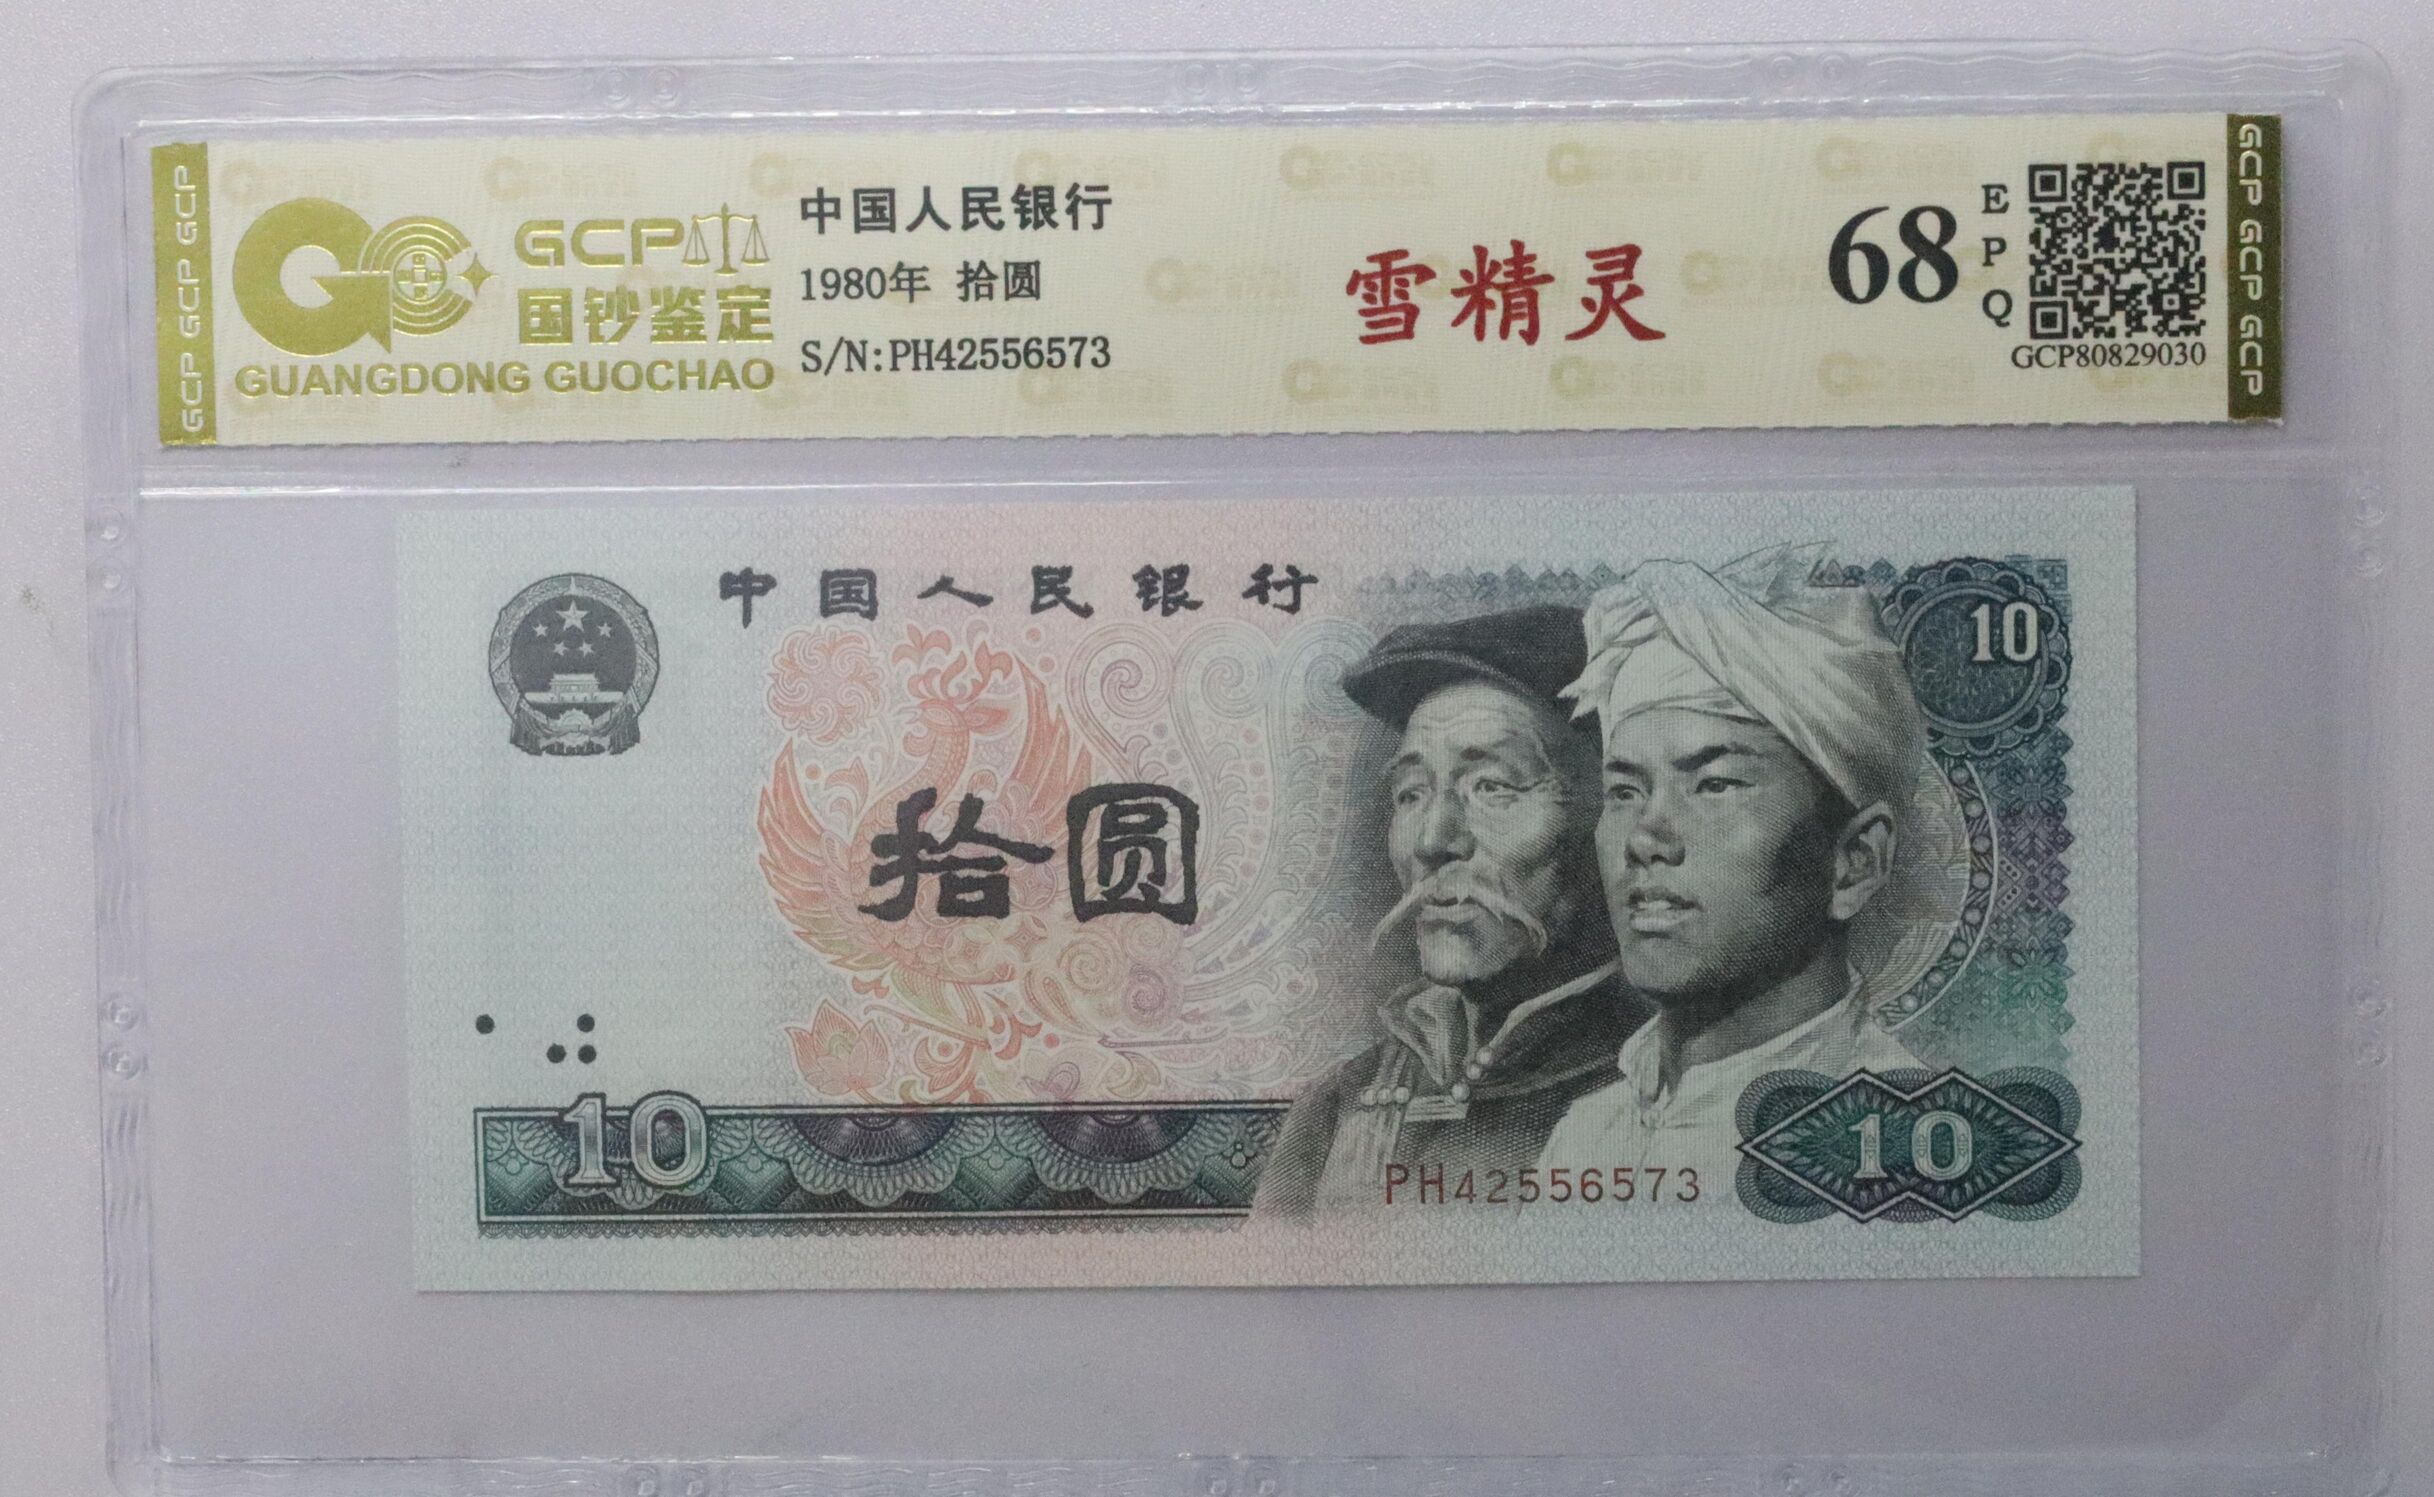 GCP GCP GCP
GCP
国钞鉴定
GUANGDONG GUOCHAO
中国人民银行
1980年 拾圆
S/N:PH42556573
雪精灵
68
EPQ
GCP80829030
GCP GCP GCP
中国人民银行
10
拾圆
10
PH42556573
10